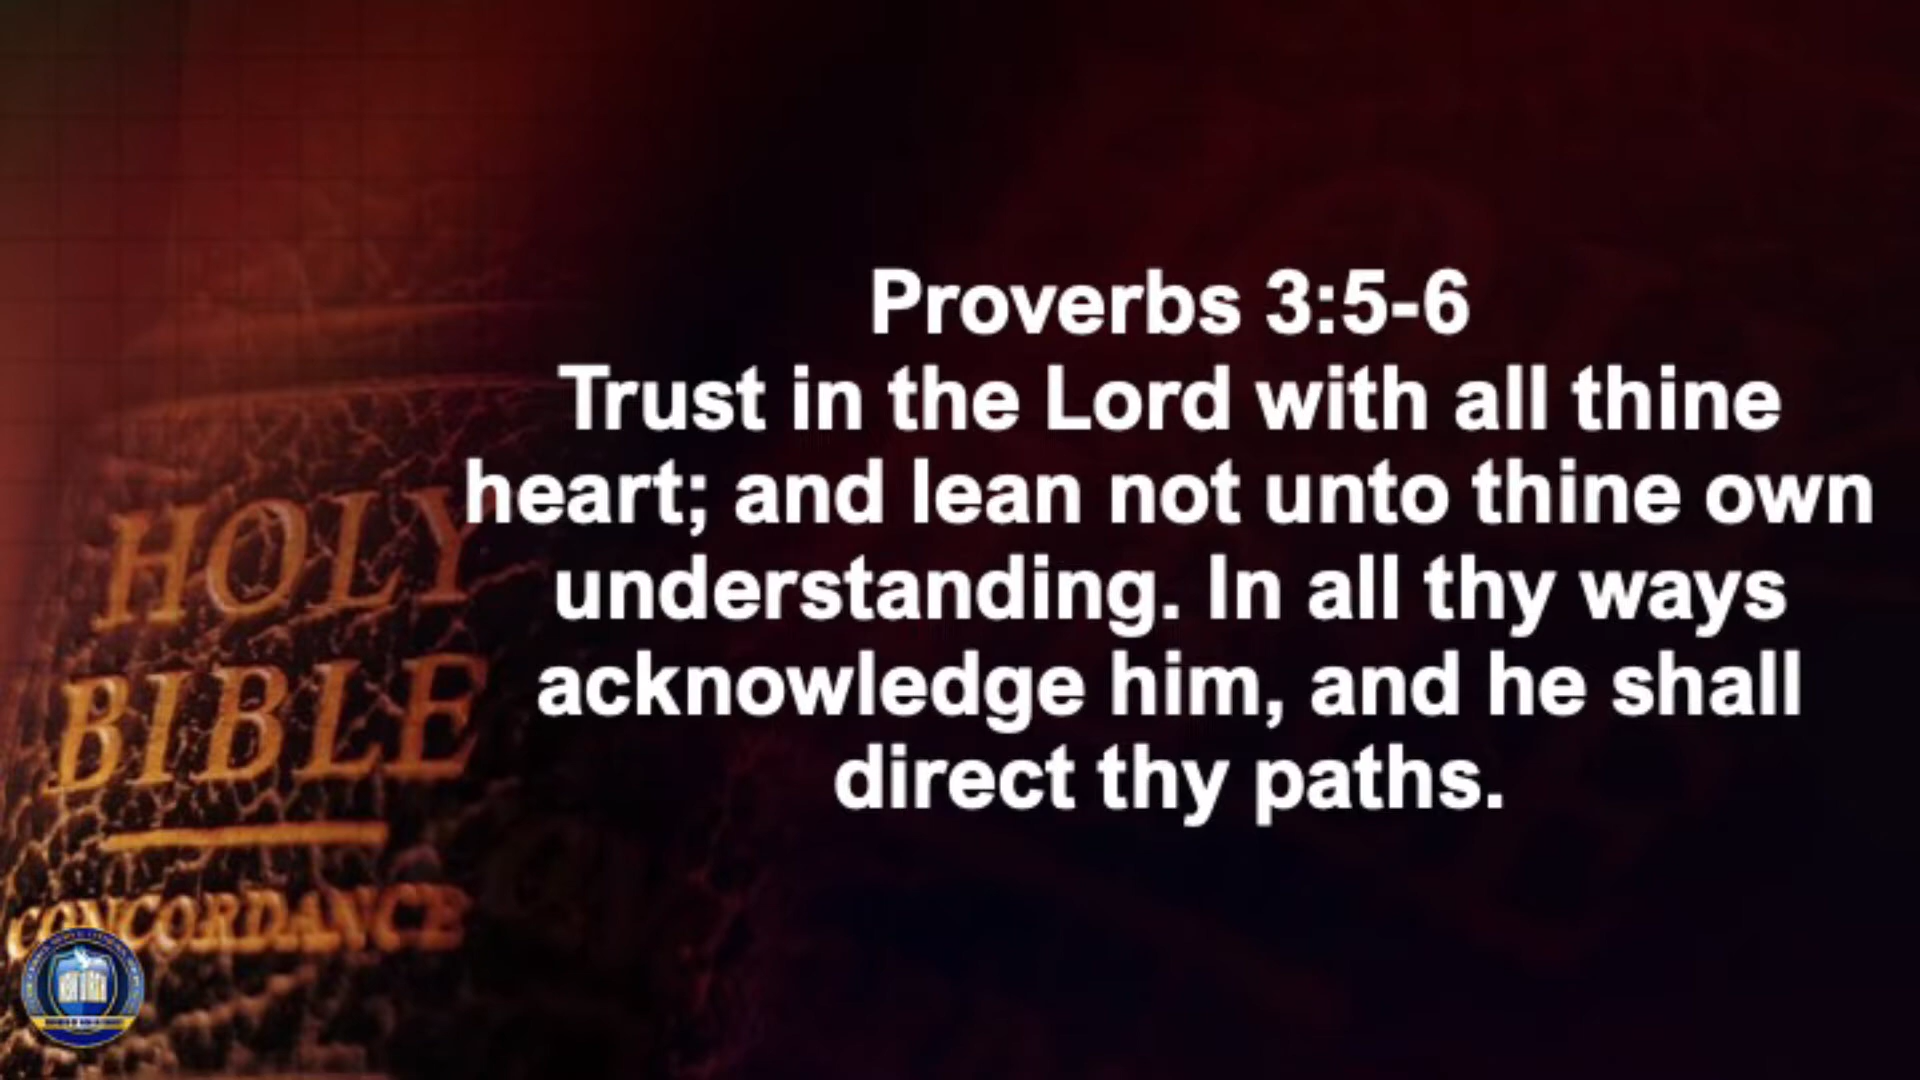 Proverbs 3:5-6
Trust in the Lord with all thine
heart; and lean not unto thine own
understanding. In all thy ways
acknowledge him, and he shall
direct thy paths.
HOLY
BIBLE
CONCORDANCE